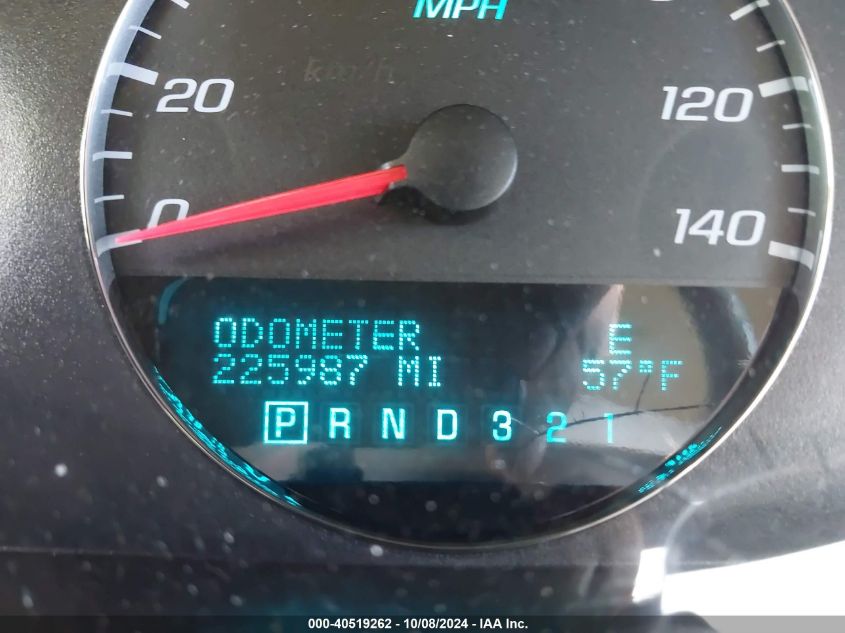 MPH
km/h
20
120
0
140
ODOMETER E
225987 MI 57°F
P R N D 3 2 1
000-40519262 - 10/08/2024 - IAA Inc.